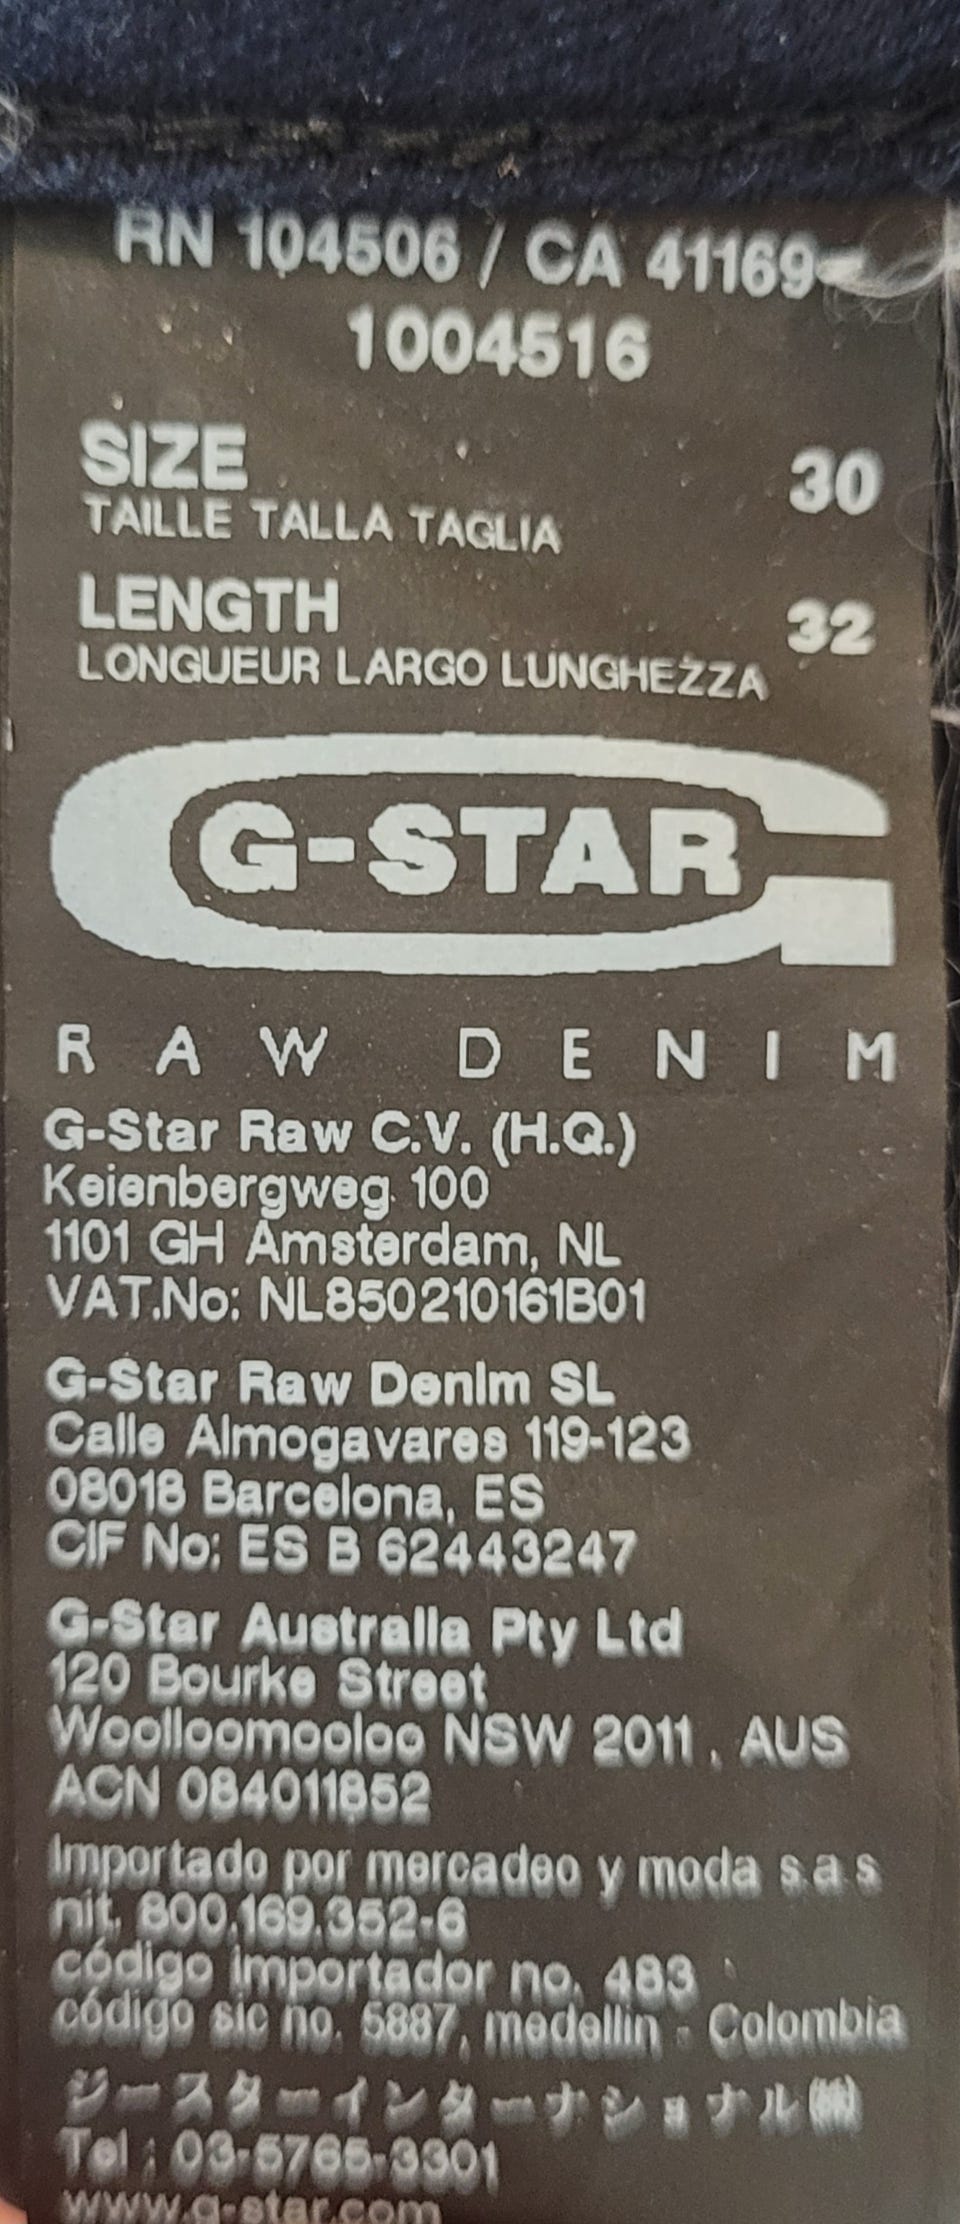 RN 104506 / CA 41169
1004516
SIZE 30
TAILLE TALLA TAGLIA
LENGTH 32
LONGUEUR LARGO LUNGHEZZA
G-STAR
RAW DENIM
G-Star Raw C.V. (H.Q.)
Keienbergweg 100
1101 GH Amsterdam, NL
VAT.No: NL850210161B01
G-Star Raw Denim SL
Calle Almogavares 119-123
08018 Barcelona, ES
CIF No: ES B 62443247
G-Star Australia Pty Ltd
120 Bourke Street
Woolloomooloo NSW 2011 , AUS
ACN 084011852
Importado por mercadeo y moda s.a.s
nit. 800.169.352-6
código importador no. 483
código sic no. 5887, medellin - Colombia
ジースターインターナショナル㈱
Tel : 03-5765-3301
www.g-star.com